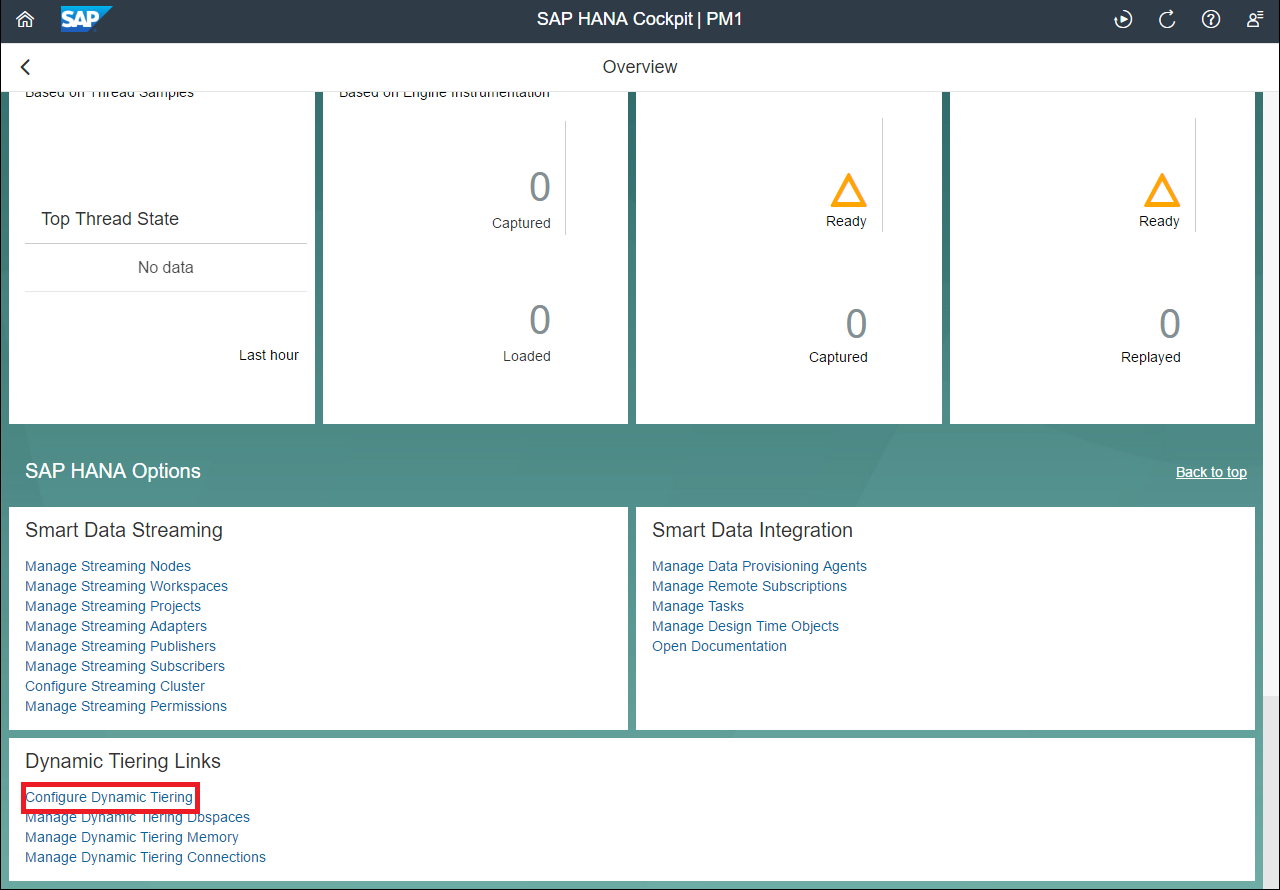 SAP
SAP HANA Cockpit | PM1
Overview
Based on Thread Samples
Top Thread State
No data
Last hour
Based on Engine Instrumentation
0
Captured
0
Loaded
Ready
0
Captured
Ready
0
Replayed
SAP HANA Options
Back to top
Smart Data Streaming
Manage Streaming Nodes
Manage Streaming Workspaces
Manage Streaming Projects
Manage Streaming Adapters
Manage Streaming Publishers
Manage Streaming Subscribers
Configure Streaming Cluster
Manage Streaming Permissions
Smart Data Integration
Manage Data Provisioning Agents
Manage Remote Subscriptions
Manage Tasks
Manage Design Time Objects
Open Documentation
Dynamic Tiering Links
Configure Dynamic Tiering
Manage Dynamic Tiering Dbspaces
Manage Dynamic Tiering Memory
Manage Dynamic Tiering Connections